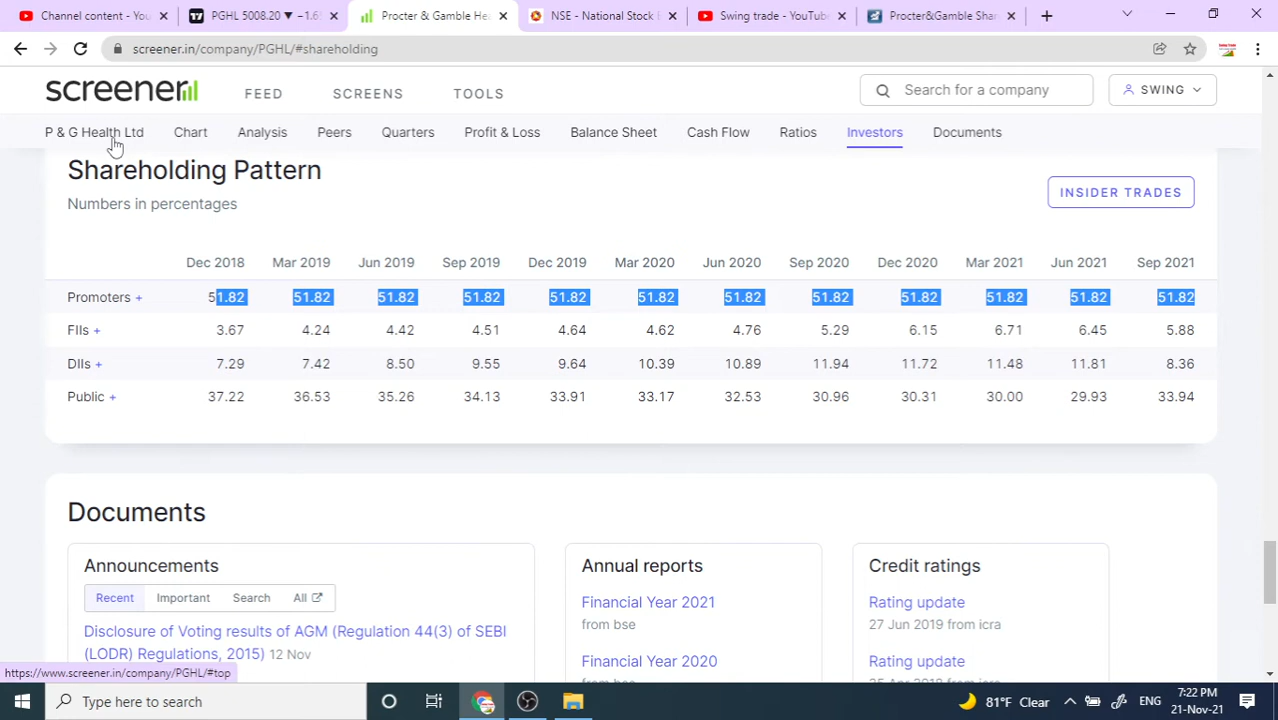 Channel content - You
PGHL 5008.20 ▼ −1.6
Procter & Gamble He
NSE - National Stock E
Swing trade - YouTube
Procter&Gamble Shar
screener.in/company/PGHL/#shareholding
screener FEED SCREENS TOOLS Search for a company SWING
P & G Health Ltd Chart Analysis Peers Quarters Profit & Loss Balance Sheet Cash Flow Ratios Investors Documents
Shareholding Pattern
INSIDER TRADES
Numbers in percentages
Dec 2018 Mar 2019 Jun 2019 Sep 2019 Dec 2019 Mar 2020 Jun 2020 Sep 2020 Dec 2020 Mar 2021 Jun 2021 Sep 2021
Promoters + 51.82 51.82 51.82 51.82 51.82 51.82 51.82 51.82 51.82 51.82 51.82 51.82
FIIs + 3.67 4.24 4.42 4.51 4.64 4.62 4.76 5.29 6.15 6.71 6.45 5.88
DIIs + 7.29 7.42 8.50 9.55 9.64 10.39 10.89 11.94 11.72 11.48 11.81 8.36
Public + 37.22 36.53 35.26 34.13 33.91 33.17 32.53 30.96 30.31 30.00 29.93 33.94
Documents
Announcements
Recent Important Search All
Disclosure of Voting results of AGM (Regulation 44(3) of SEBI
(LODR) Regulations, 2015) 12 Nov
Annual reports
Financial Year 2021
from bse
Financial Year 2020
Credit ratings
Rating update
27 Jun 2019 from icra
Rating update
https://www.screener.in/company/PGHL/#top
Type here to search
81°F Clear
ENG
7:22 PM
21-Nov-21